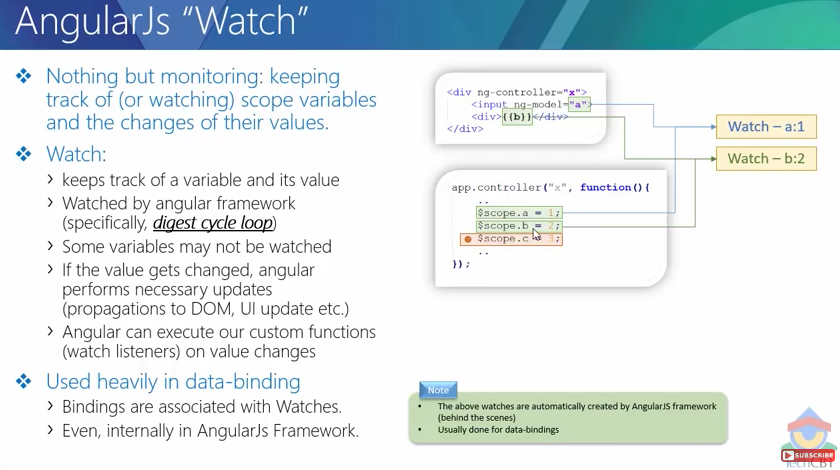 AngularJs “Watch”
Nothing but monitoring: keeping
track of (or watching) scope variables
and the changes of their values.
Watch:
keeps track of a variable and its value
Watched by angular framework
(specifically, digest cycle loop)
Some variables may not be watched
If the value gets changed, angular
performs necessary updates
(propagations to DOM, UI update etc.)
Angular can execute our custom functions
(watch listeners) on value changes
Used heavily in data-binding
Bindings are associated with Watches.
Even, internally in AngularJs Framework.
<div ng-controller="x">
<input ng-model="a">
<div>{{b}}</div>
</div>
Watch – a:1
Watch – b:2
app.controller("x", function(){
..
$scope.a = 1;
$scope.b = 2;
$scope.c = 3;
..
});
Note
The above watches are automatically created by AngularJS framework
(behind the scenes)
Usually done for data-bindings
SUBSCRIBE
TechCBT